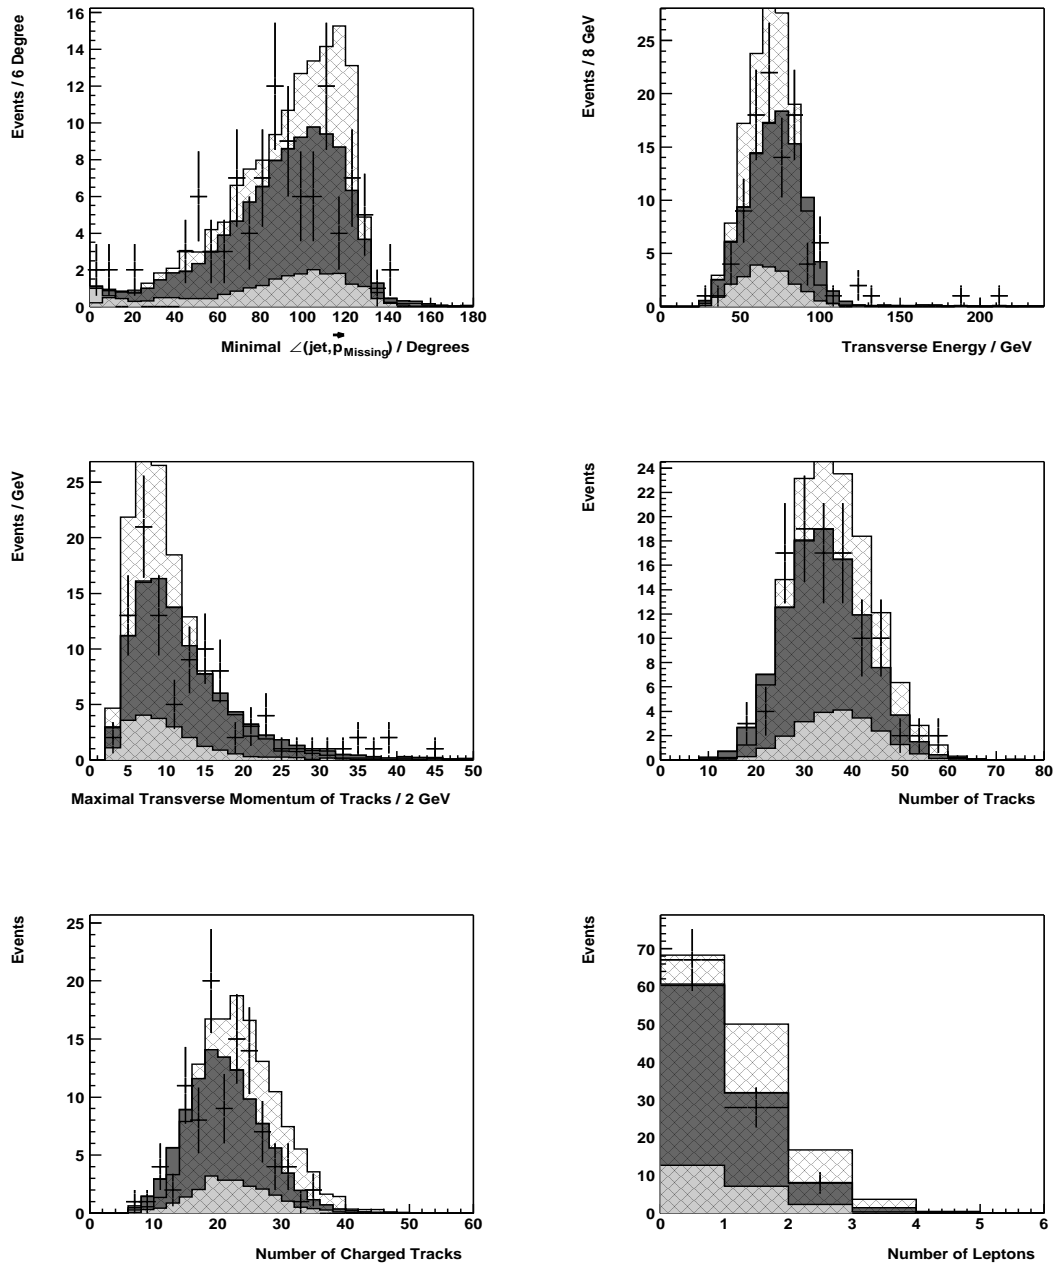 Events / 6 Degree
16
14
12
10
8
6
4
2
0
0 20 40 60 80 100 120 140 160 180
Minimal ∠(jet,p⃗Missing) / Degrees
Events / 8 GeV
25
20
15
10
5
0
0 50 100 150 200
Transverse Energy / GeV
Events / GeV
25
20
15
10
5
0
0 5 10 15 20 25 30 35 40 45 50
Maximal Transverse Momentum of Tracks / 2 GeV
Events
24
22
20
18
16
14
12
10
8
6
4
2
0
0 10 20 30 40 50 60 70 80
Number of Tracks
Events
25
20
15
10
5
0
0 10 20 30 40 50 60
Number of Charged Tracks
Events
70
60
50
40
30
20
10
0
0 1 2 3 4 5 6
Number of Leptons